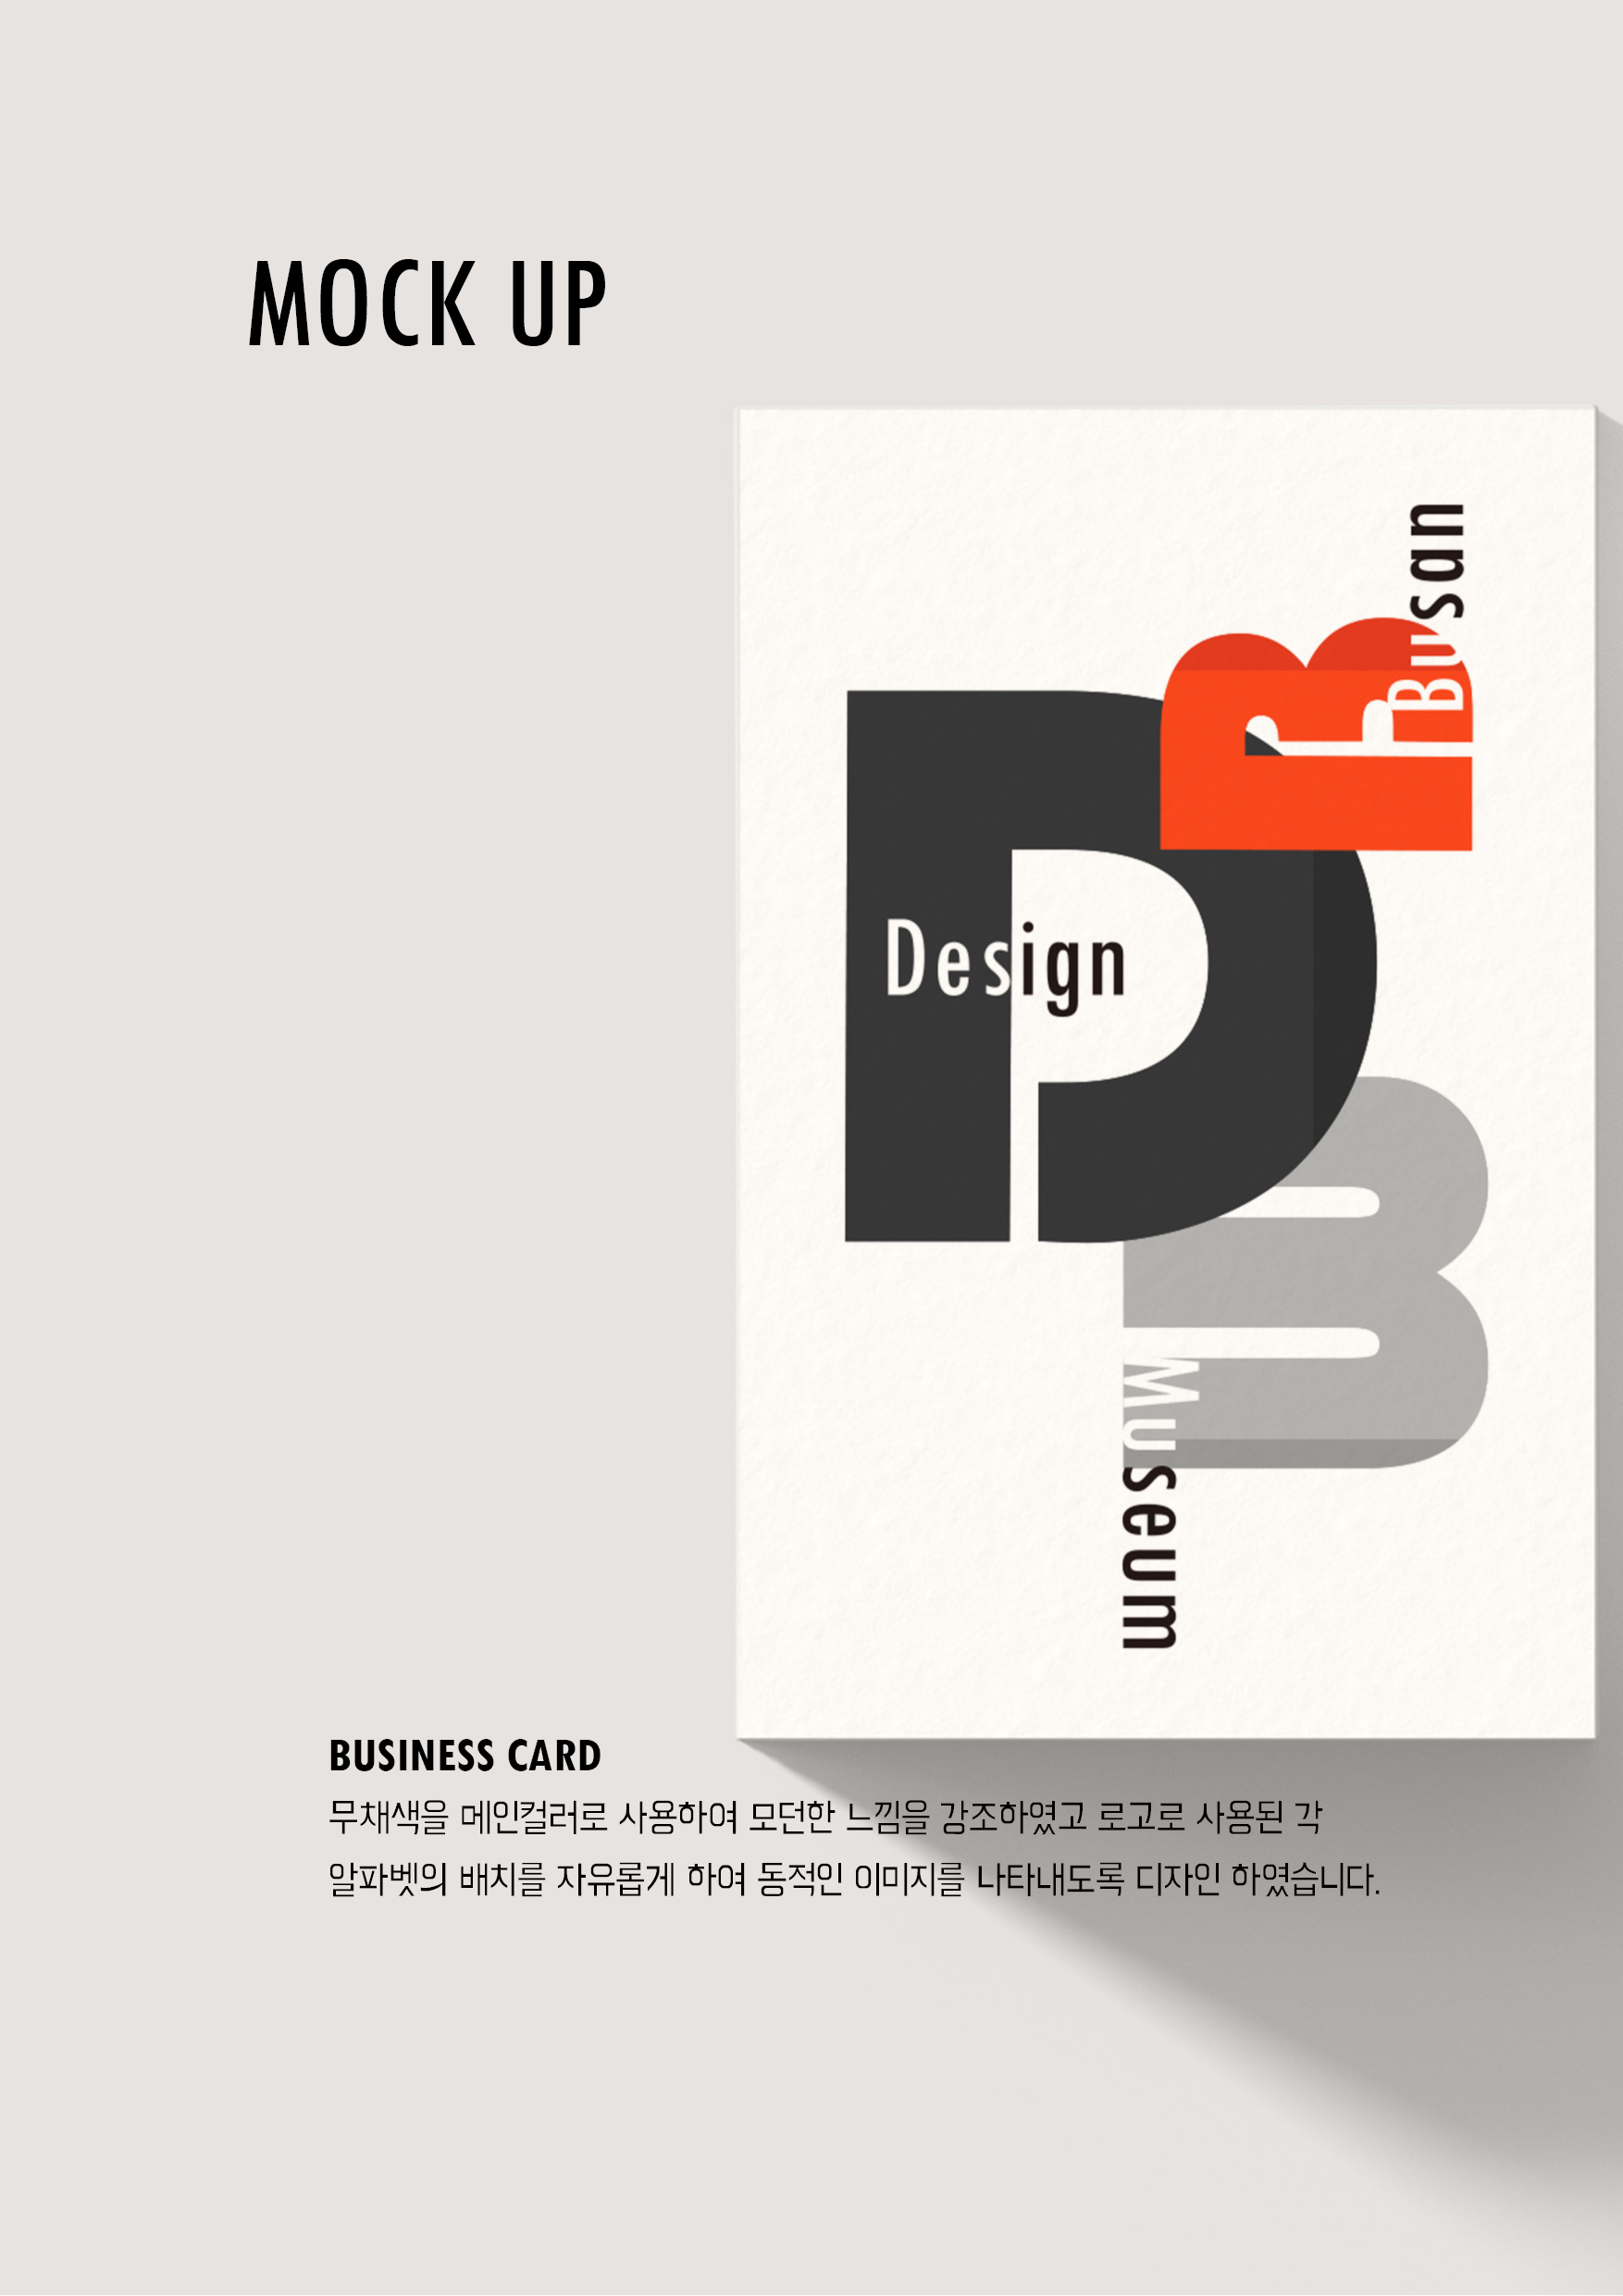 MOCK UP
Busan
B
Design
D
m
Museum
BUSINESS CARD
무채색을 메인컬러로 사용하여 모던한 느낌을 강조하였고 로고로 사용된 각
알파벳의 배치를 자유롭게 하여 동적인 이미지를 나타내도록 디자인 하였습니다.